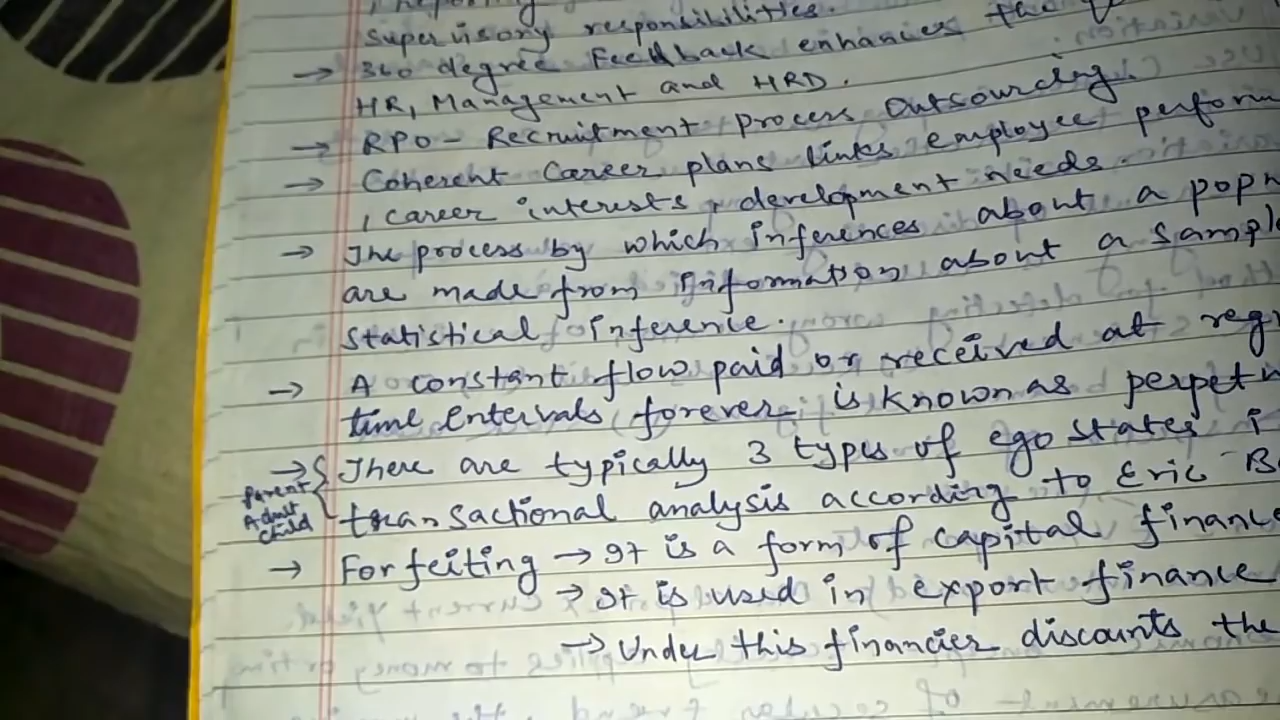 supervisory responsibilities.
→ 360 degree Feedback enhances the
HR, Management and HRD.
→ RPO - Recruitment process Outsourcing.
→ Coherent Career plans links employee perform
, career interests, development needs.
→ The process by which inferences about a popu
are made from Information about a sample
statistical inference.
→ A constant flow paid or received at reg
time Intervals forever is known as perpetu
→ { There are typically 3 types of ego states i
Parent
Adult
Child
transactional analysis according to Eric Be
→ Forfeiting → It is a form of capital finance
→ It is used in export finance
→ Under this financier discounts the